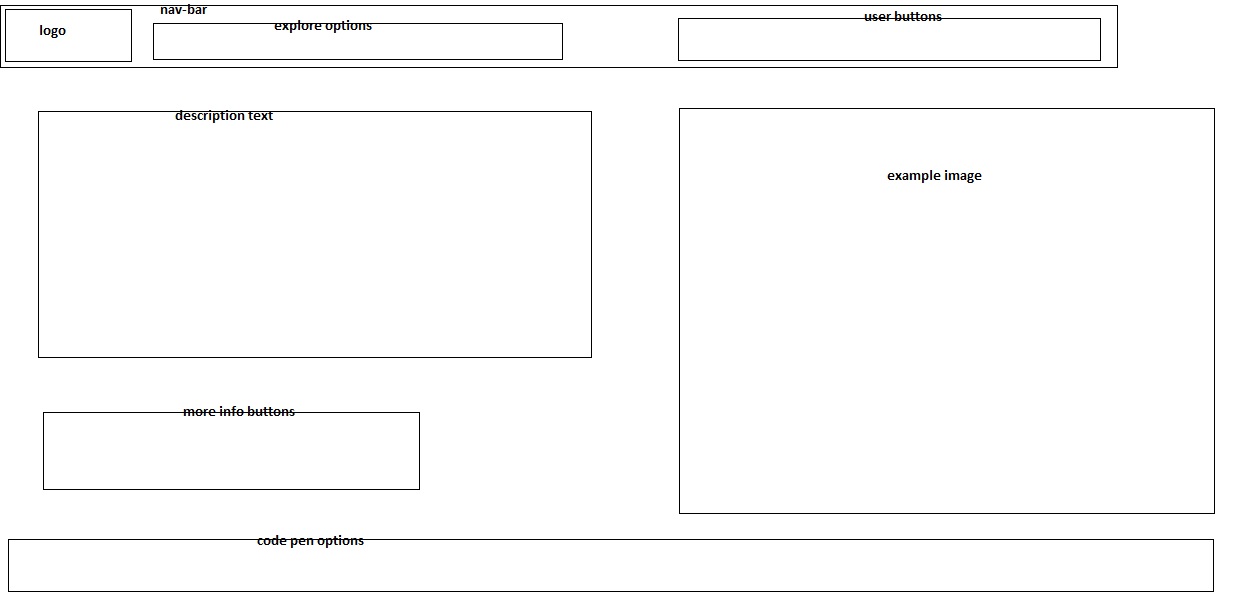 nav-bar
logo
explore options
user buttons
description text
example image
more info buttons
code pen options